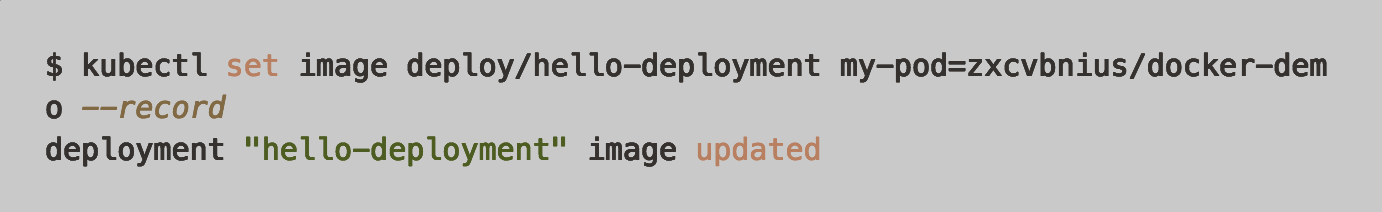 $ kubectl set image deploy/hello-deployment my-pod=zxcvbnius/docker-dem
o --record
deployment "hello-deployment" image updated